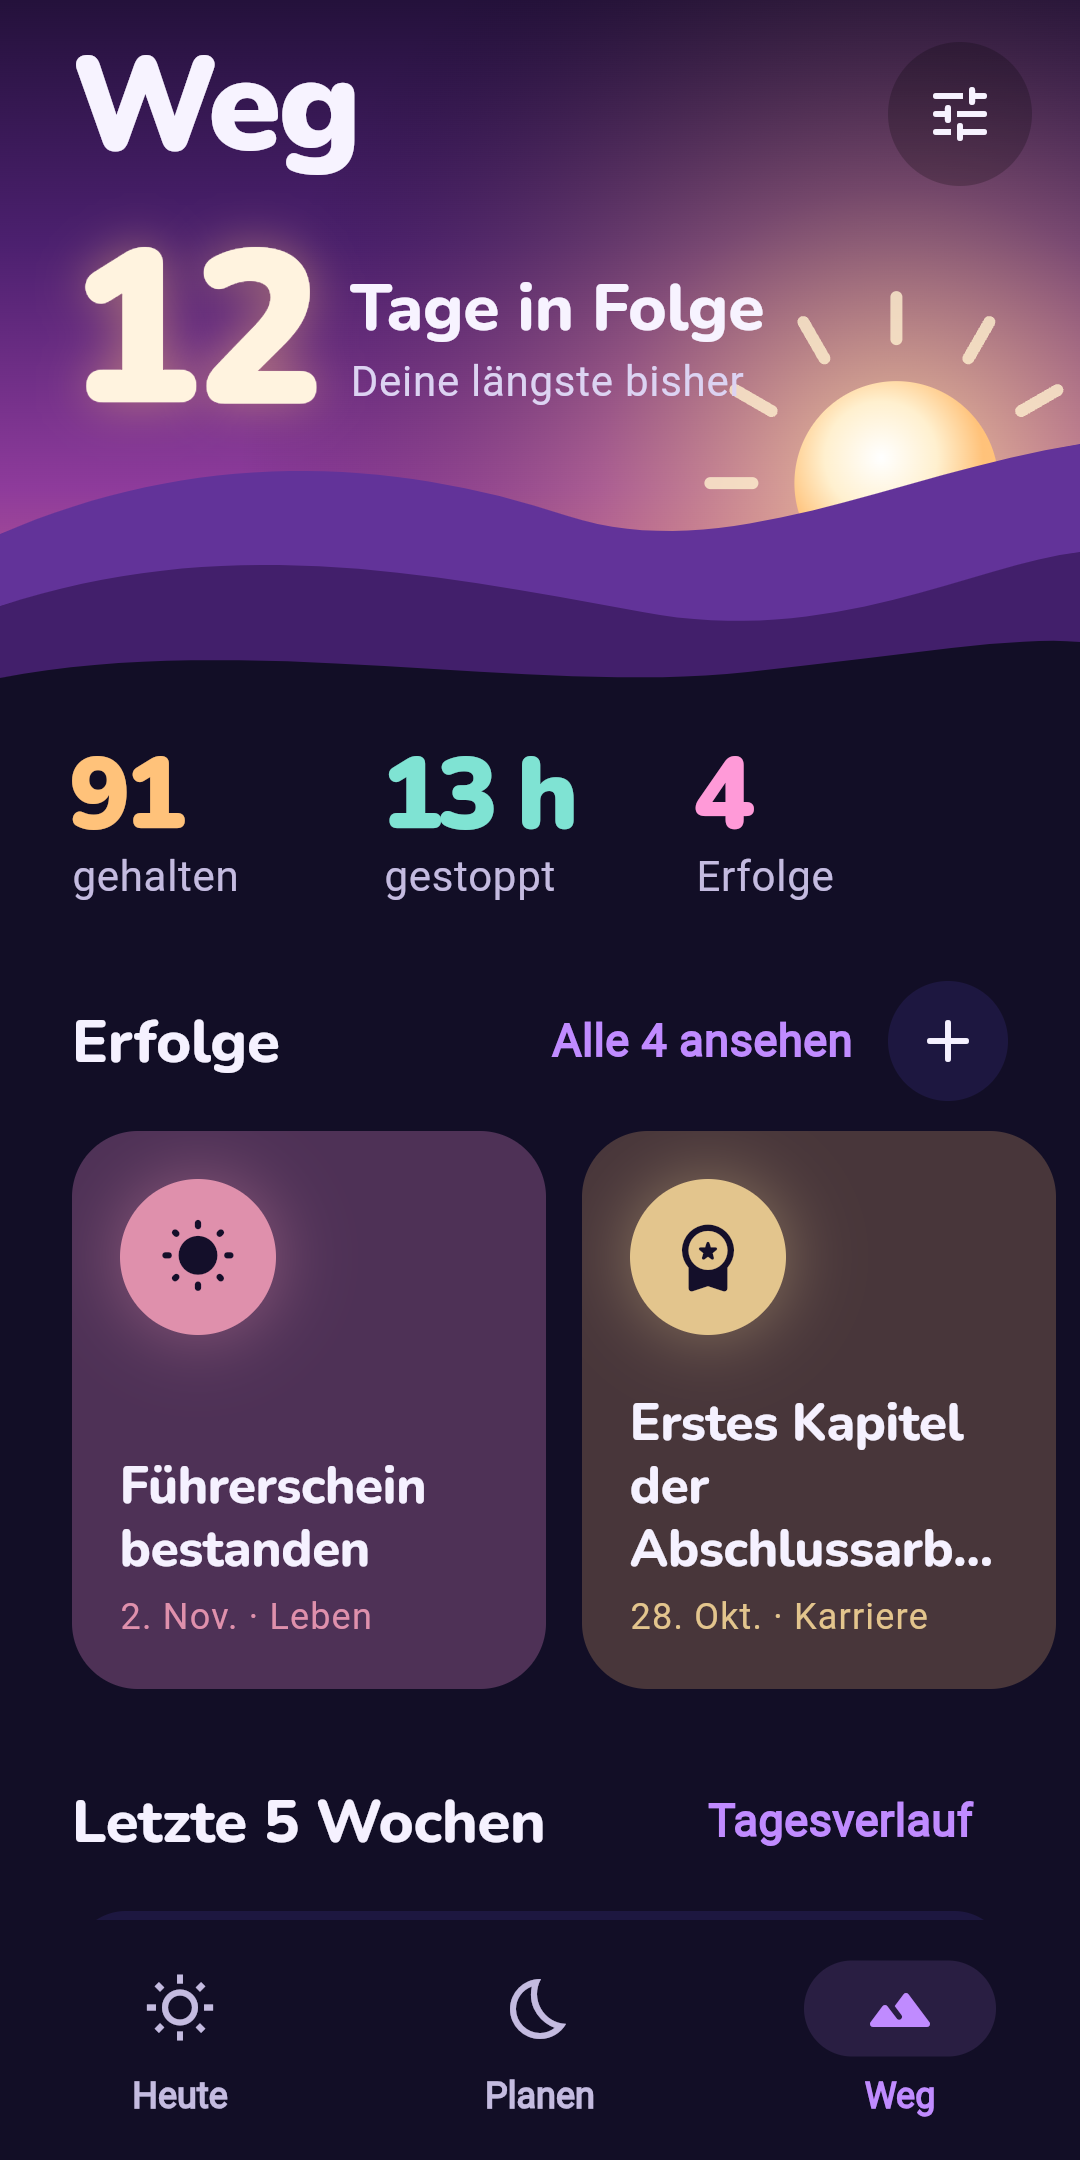 Weg
12
Tage in Folge
Deine längste bisher
91
gehalten
13 h
gestoppt
4
Erfolge
Erfolge
Alle 4 ansehen
Führerschein
bestanden
2. Nov. · Leben
Erstes Kapitel
der
Abschlussarb...
28. Okt. · Karriere
Letzte 5 Wochen
Tagesverlauf
Heute
Planen
Weg